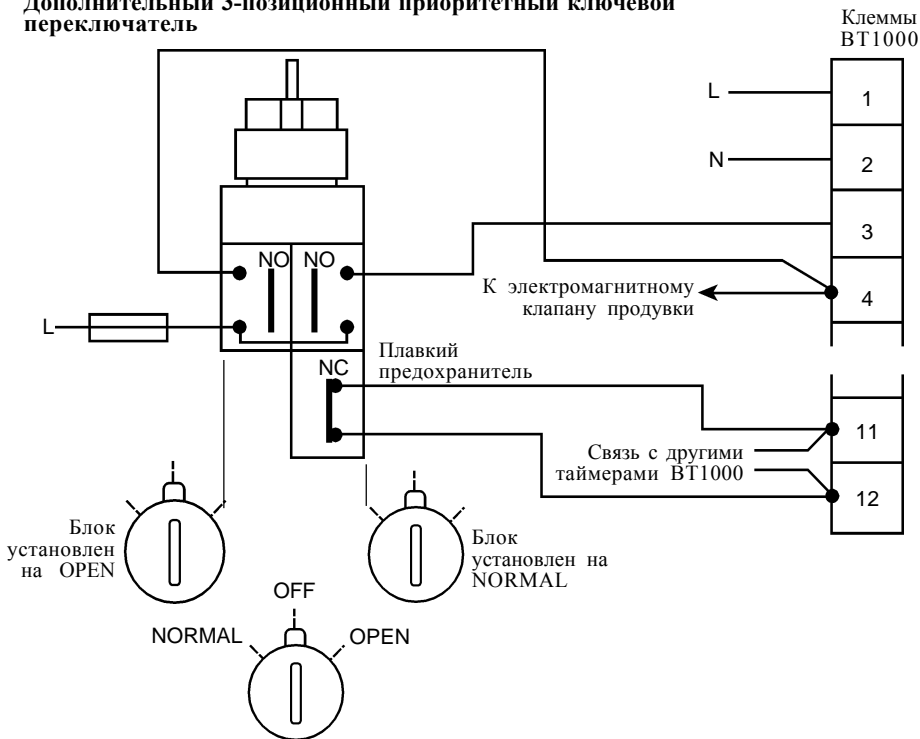 Дополнительный 3-позиционный приоритетный ключевой
переключатель
Клеммы
BT1000
L
1
N
2
3
NO
NO
К электромагнитному
клапану продувки
4
L
Плавкий
предохранитель
NC
11
Связь с другими
таймерами BT1000
12
Блок
установлен
на OPEN
Блок
установлен на
NORMAL
OFF
NORMAL
OPEN